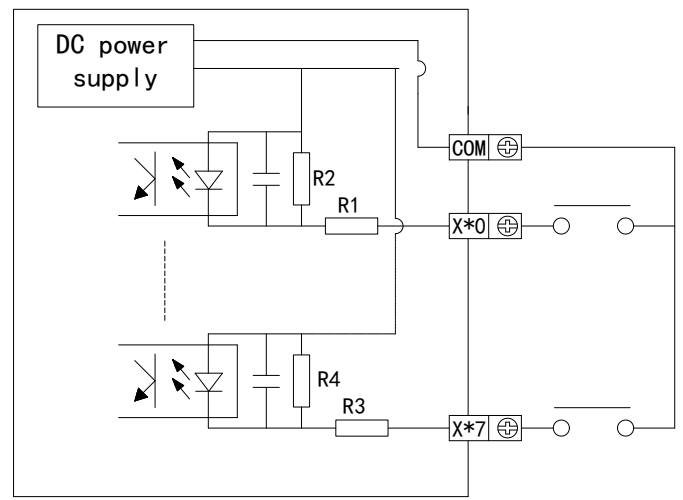 DC power
supply
COM
R2
R1
X*0
R4
R3
X*7